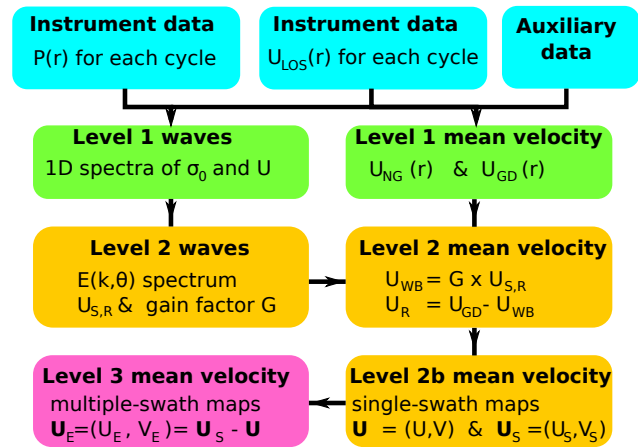 Instrument data
P(r) for each cycle
Instrument data
U_LOS(r) for each cycle
Auxiliary
data
Level 1 waves
1D spectra of σ_0 and U
Level 1 mean velocity
U_NG (r) & U_GD (r)
Level 2 waves
E(k,θ) spectrum
U_S,R & gain factor G
Level 2 mean velocity
U_WB = G x U_S,R
U_R = U_GD - U_WB
Level 3 mean velocity
multiple-swath maps
U_E=(U_E , V_E )= U_S - U
Level 2b mean velocity
single-swath maps
U = (U,V) & U_S =(U_S,V_S)